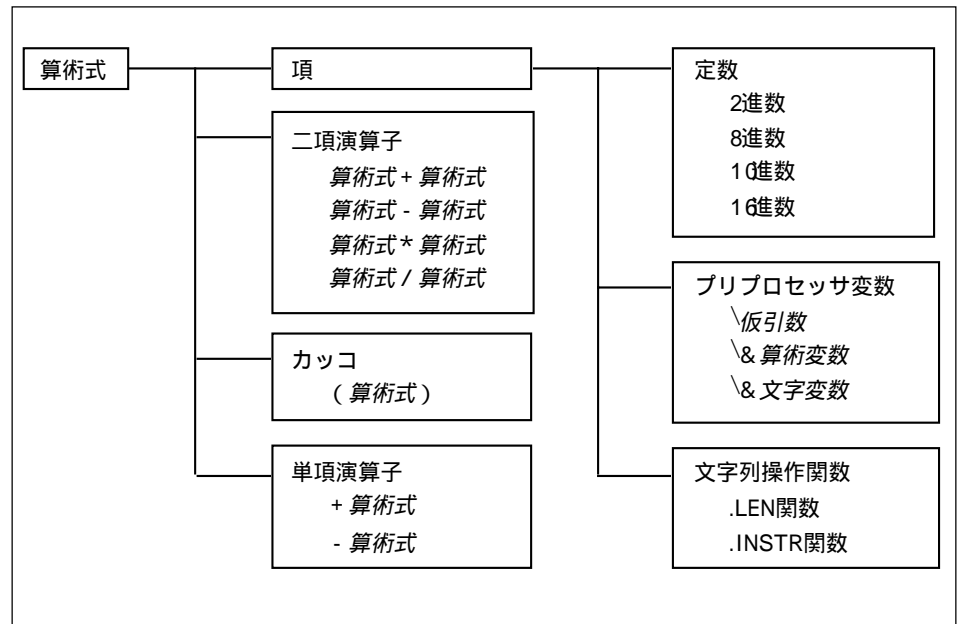 算術式
項
二項演算子
算術式 + 算術式
算術式 - 算術式
算術式 * 算術式
算術式 / 算術式
カッコ
( 算術式 )
単項演算子
+ 算術式
- 算術式
定数
2進数
8進数
10進数
16進数
プリプロセッサ変数
\仮引数
\& 算術変数
\& 文字変数
文字列操作関数
.LEN関数
.INSTR関数